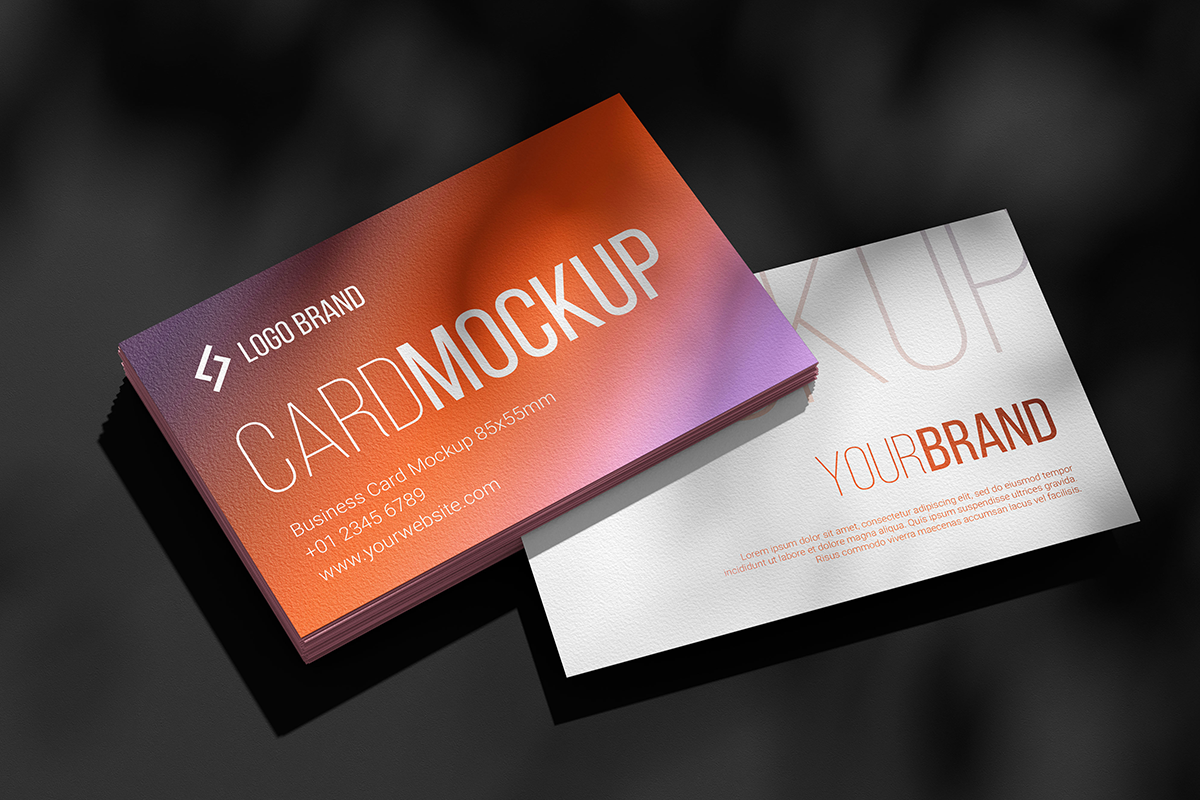 LOGO BRAND
CARDMOCKUP
Business Card Mockup 85x55mm
+01 2345 6789
www.yourwebsite.com
KUP
YOURBRAND
Lorem ipsum dolor sit amet, consectetur adipiscing elit, sed do eiusmod tempor
incididunt ut labore et dolore magna aliqua. Quis ipsum suspendisse ultrices gravida.
Risus commodo viverra maecenas accumsan lacus vel facilisis.